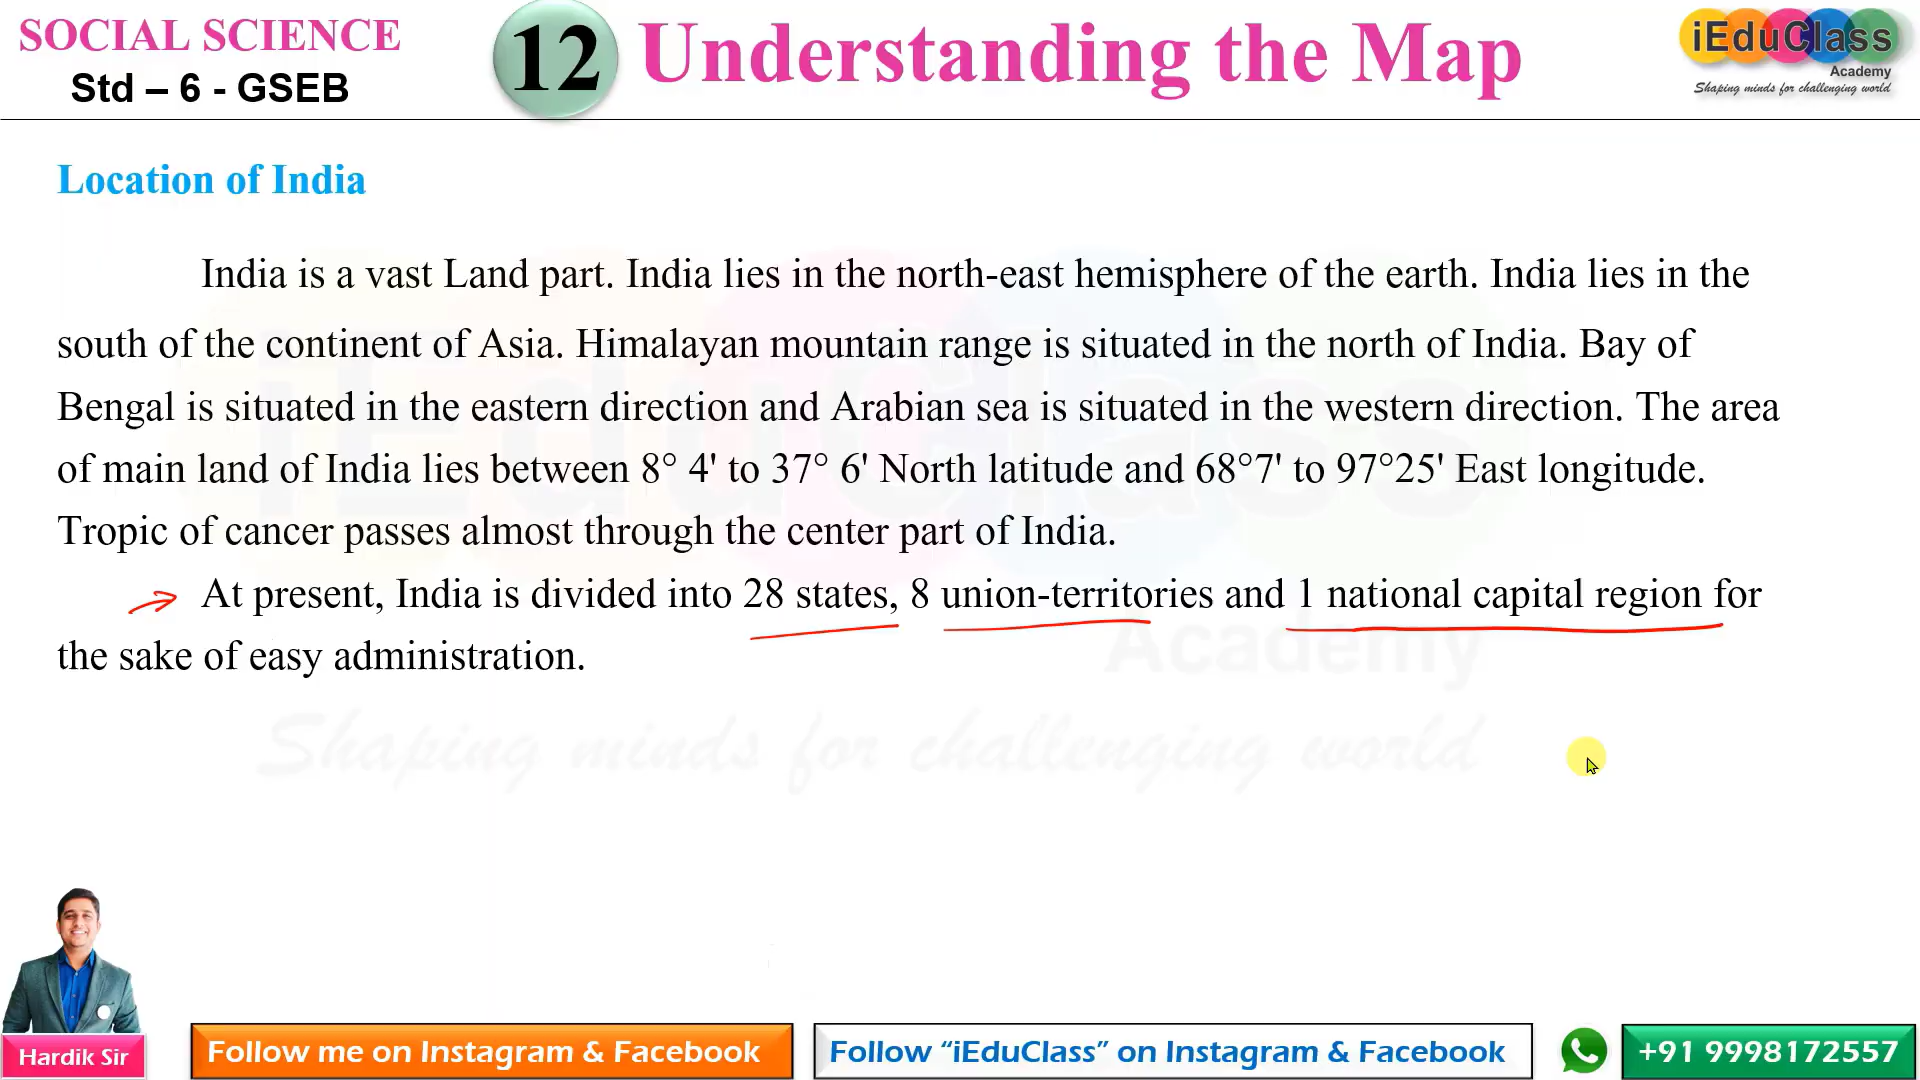 SOCIAL SCIENCE
Std – 6 - GSEB
12
Understanding the Map
iEduClass
Academy
Shaping minds for challenging world
Location of India
India is a vast Land part. India lies in the north-east hemisphere of the earth. India lies in the
south of the continent of Asia. Himalayan mountain range is situated in the north of India. Bay of
Bengal is situated in the eastern direction and Arabian sea is situated in the western direction. The area
of main land of India lies between 8° 4' to 37° 6' North latitude and 68°7' to 97°25' East longitude.
Tropic of cancer passes almost through the center part of India.
At present, India is divided into 28 states, 8 union-territories and 1 national capital region for
the sake of easy administration.
iEduClass
Academy
Shaping minds for challenging world
Hardik Sir
Follow me on Instagram & Facebook
Follow “iEduClass” on Instagram & Facebook
+91 9998172557